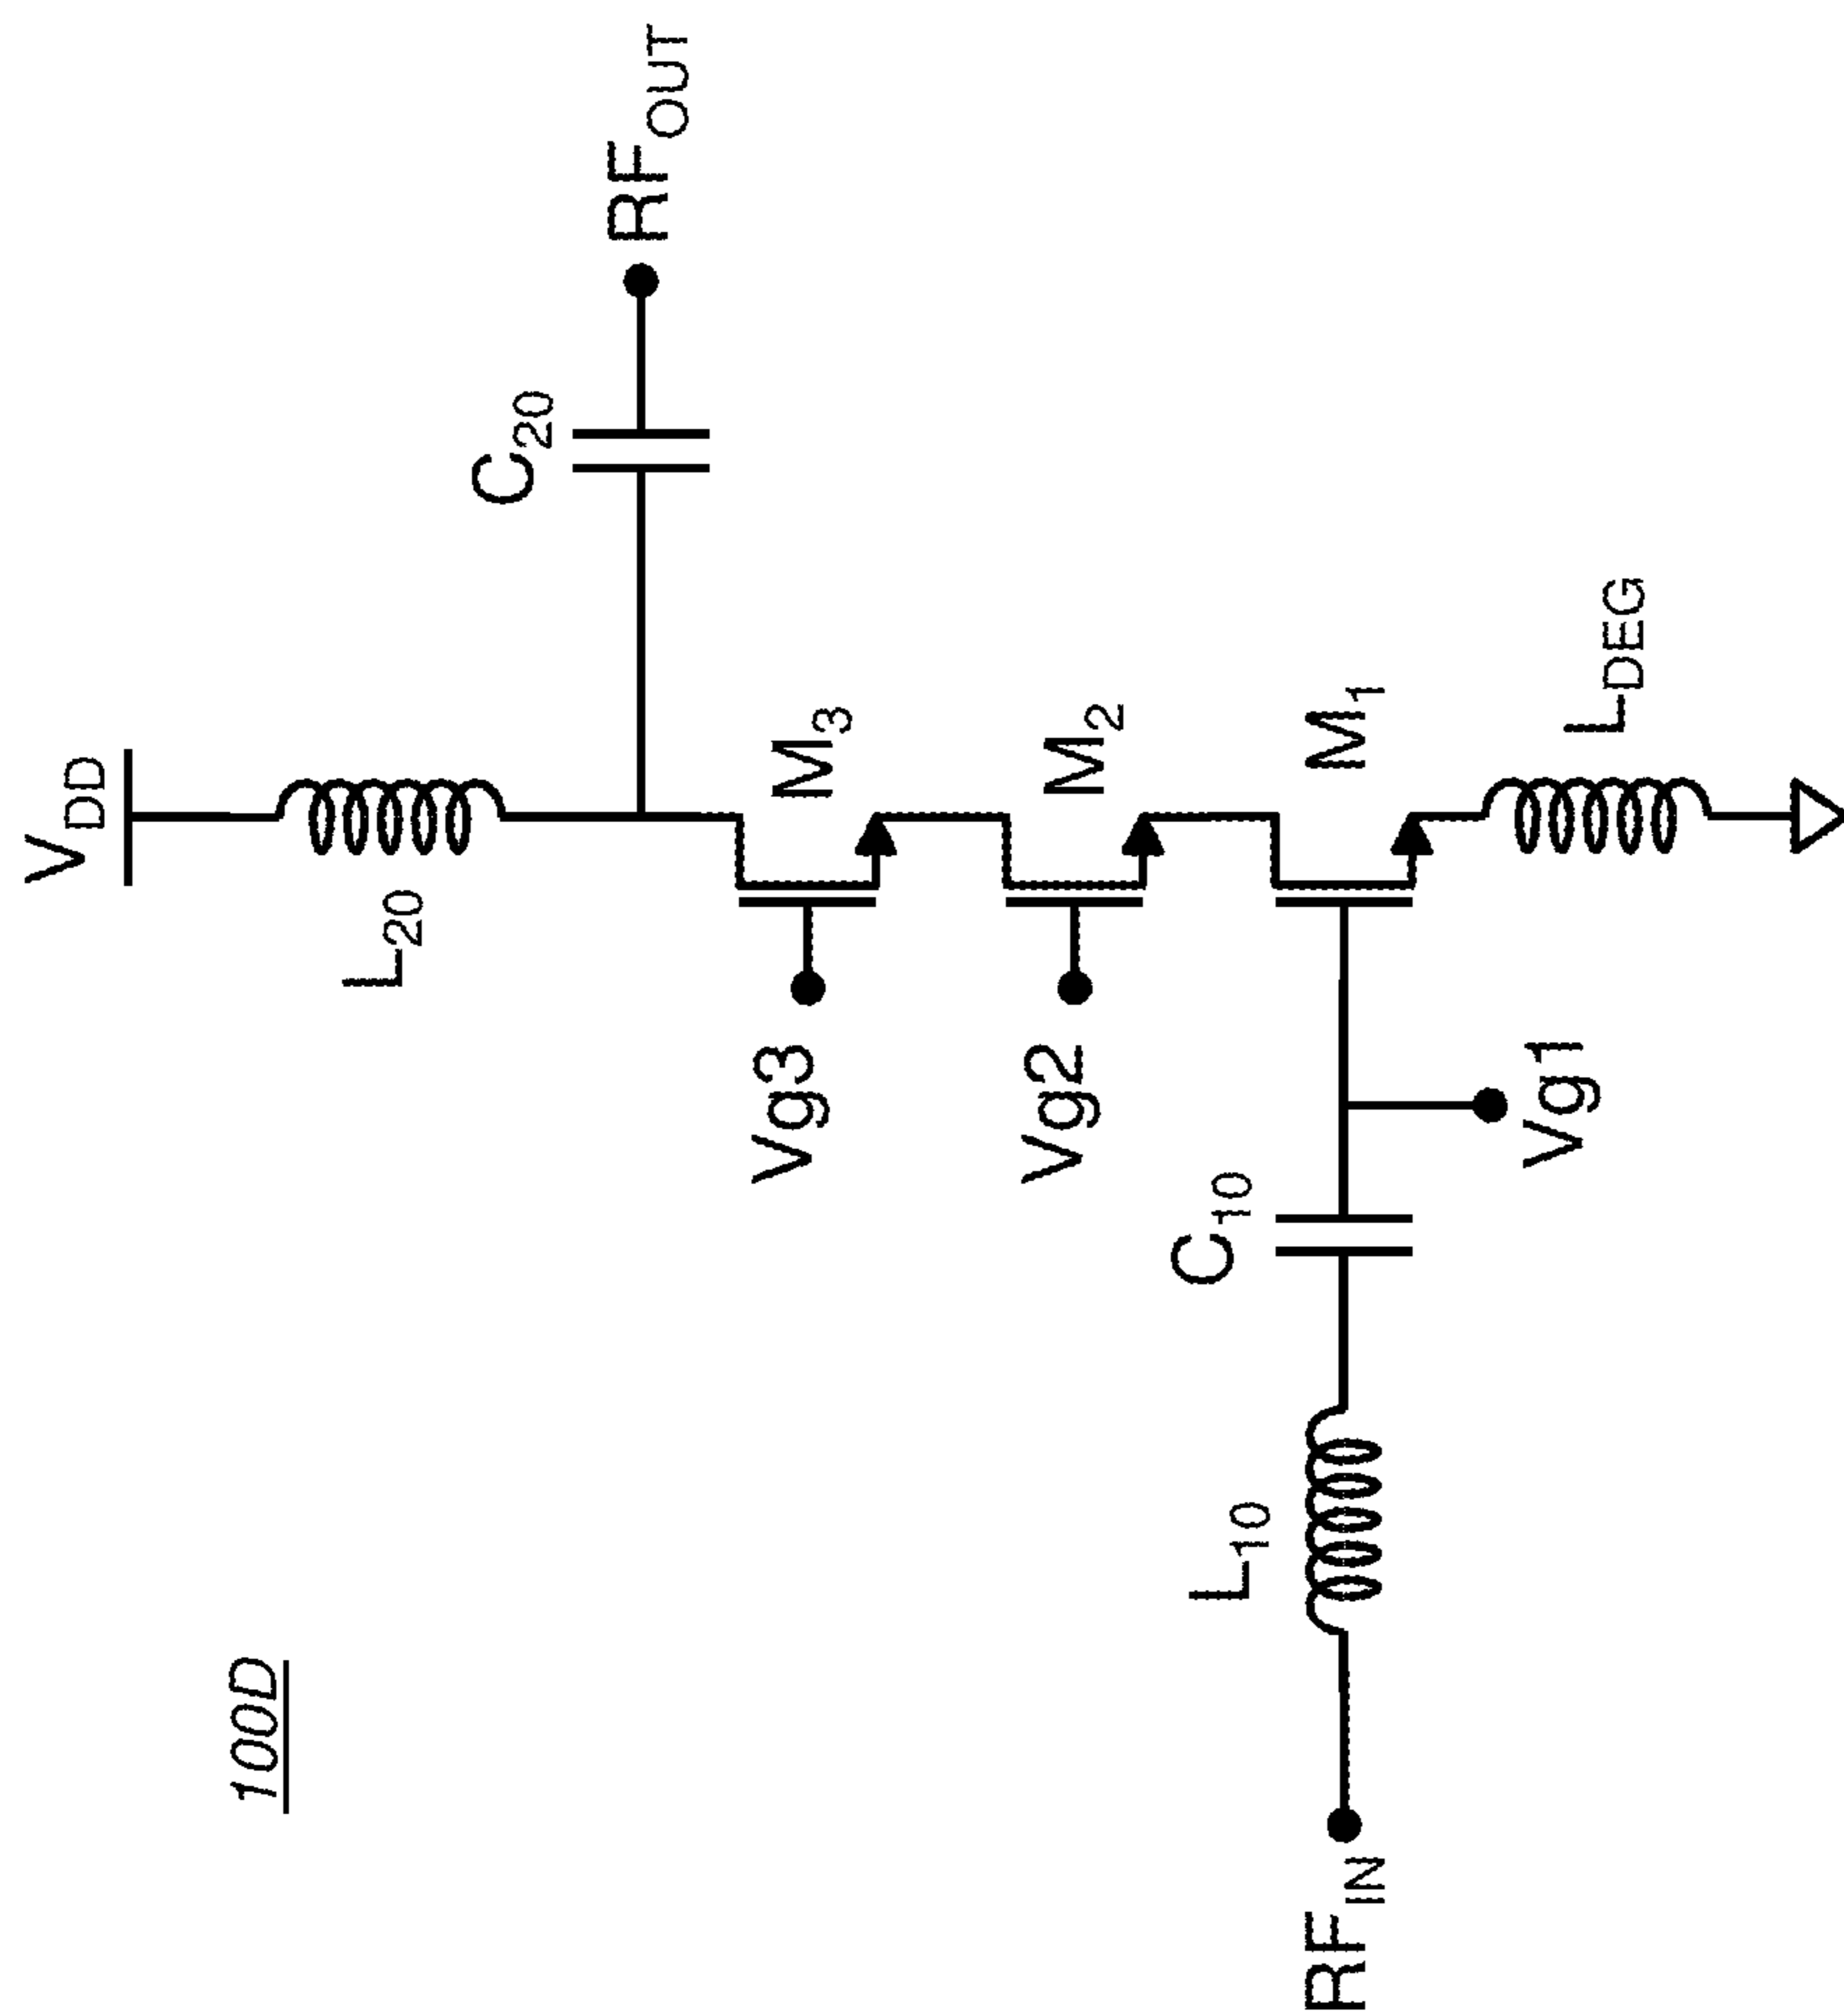 100D
V_DD
L_20
C_20
RF_OUT
Vg3
M_3
Vg2
M_2
RF_IN
L_10
C_10
Vg1
M_1
L_DEG